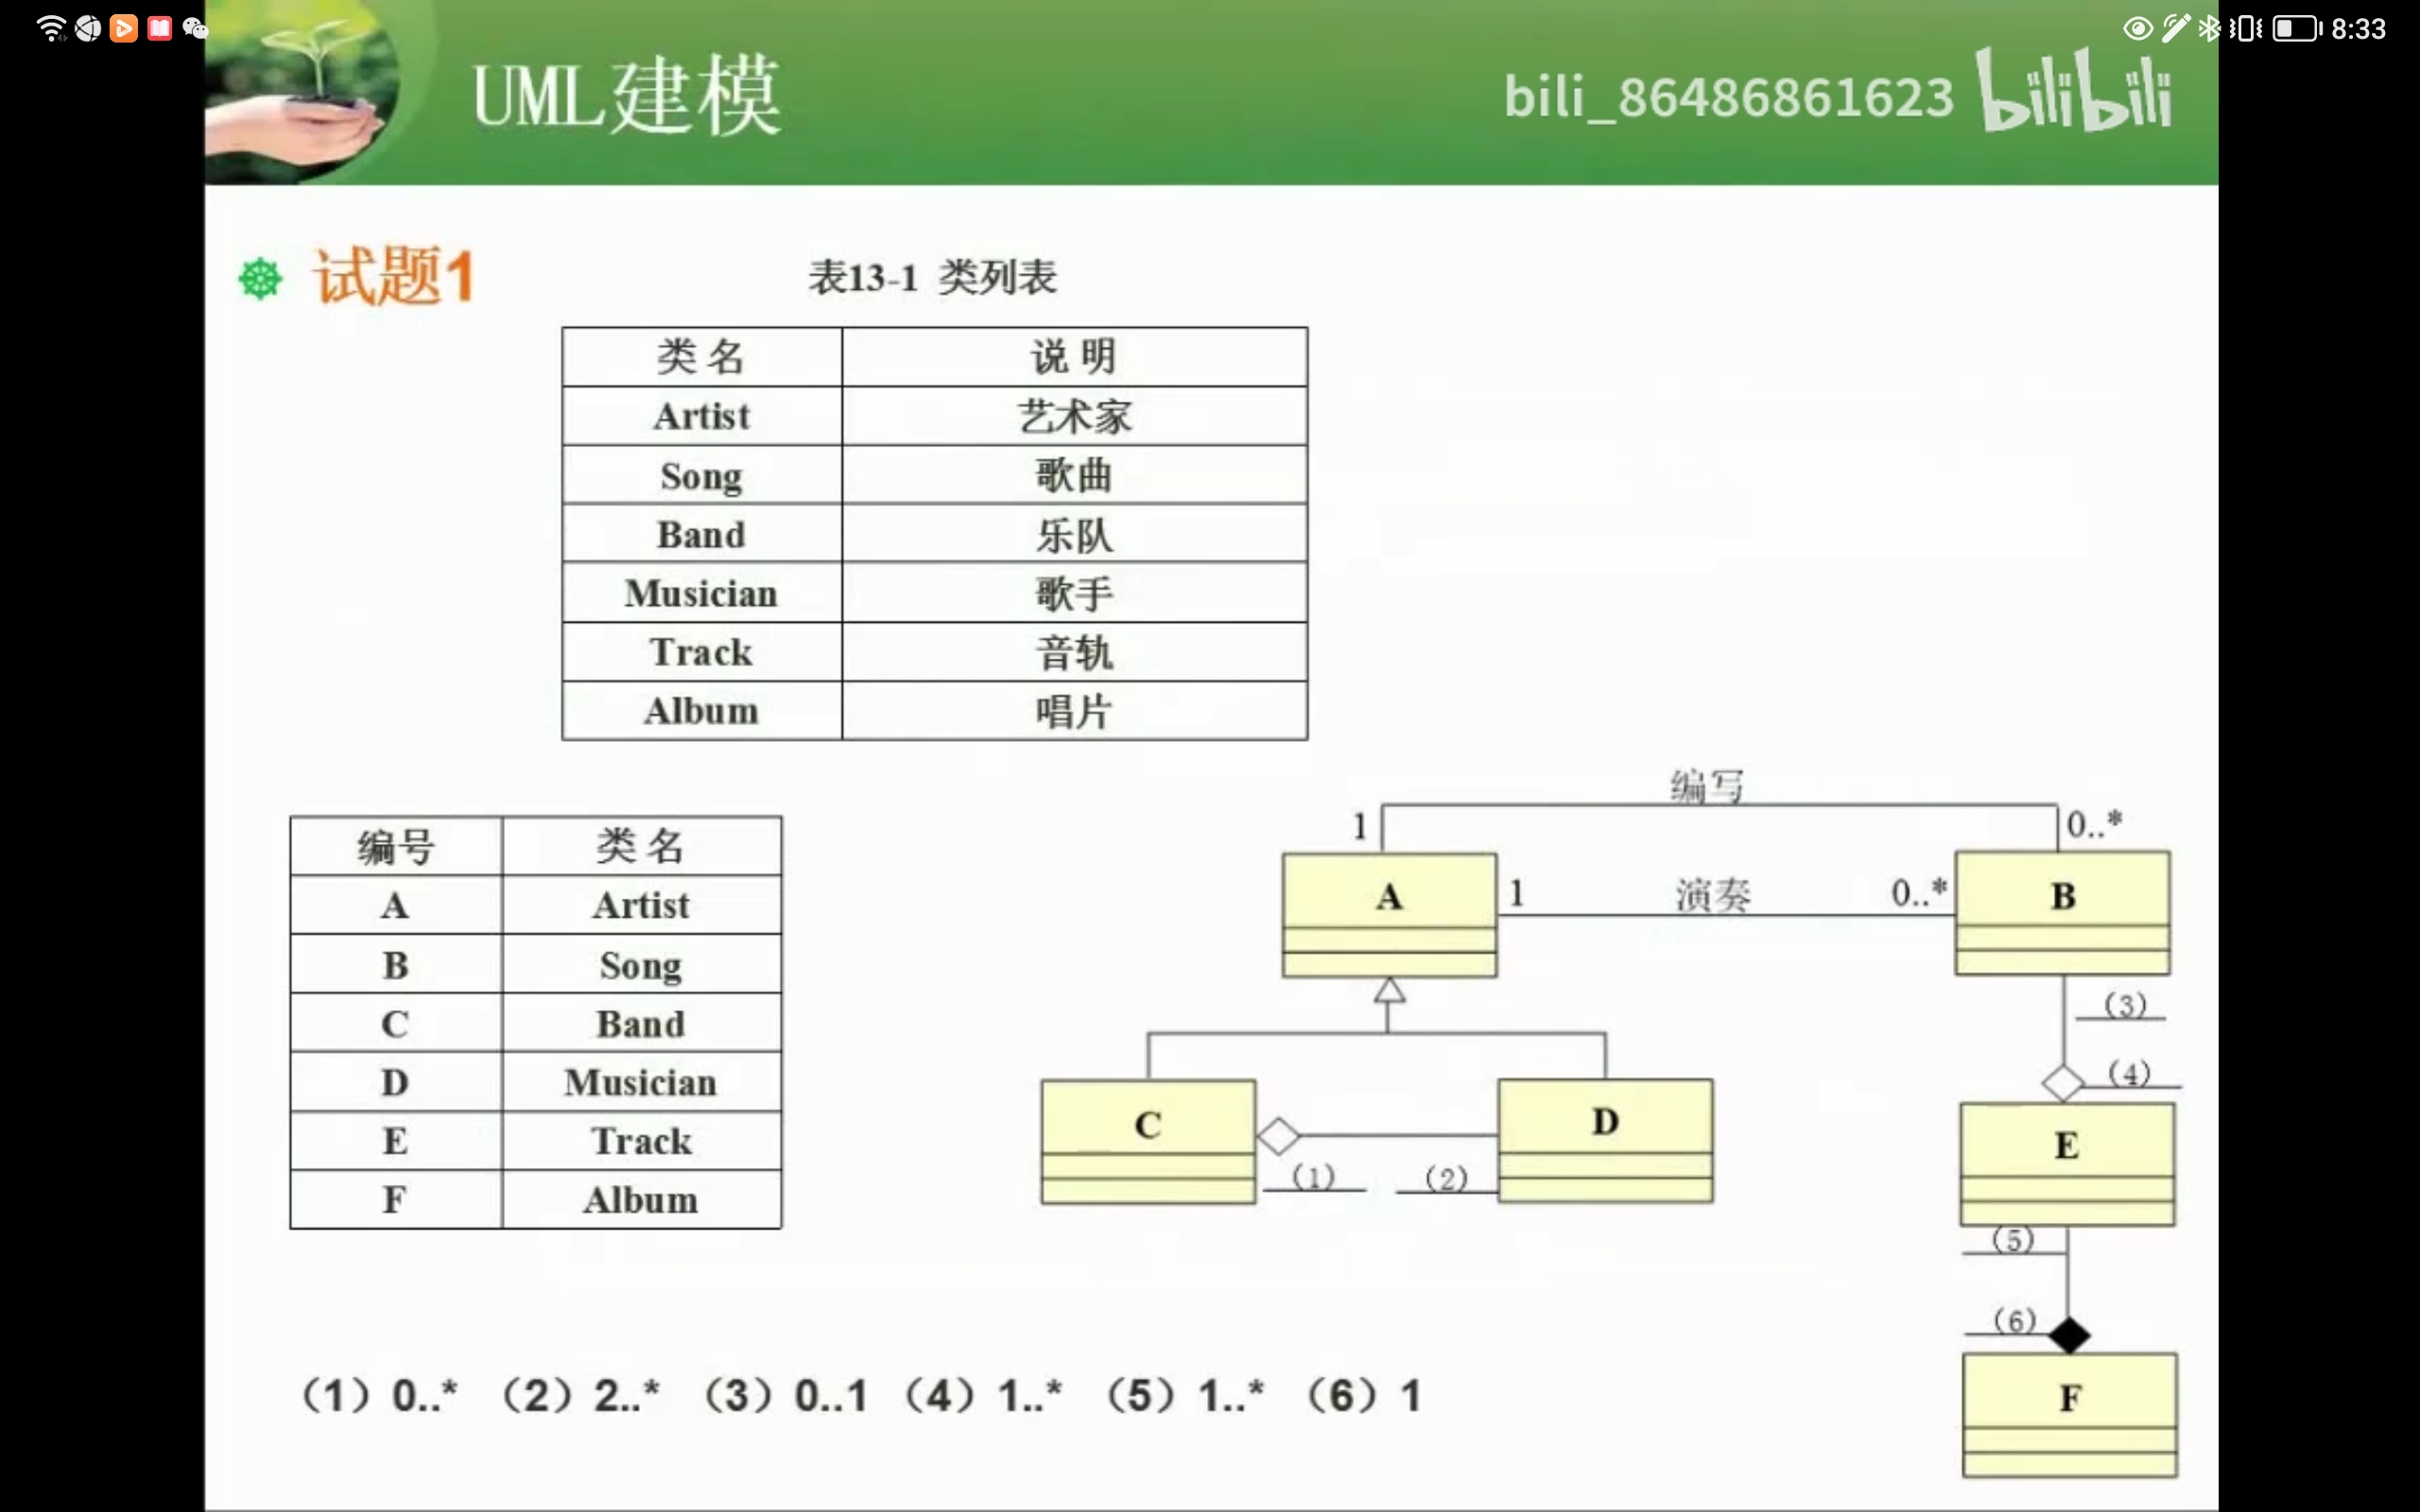 8:33
UML建模
bili_86486861623 bilibili
试题1
表13-1 类列表
类 名 说 明
Artist 艺术家
Song 歌曲
Band 乐队
Musician 歌手
Track 音轨
Album 唱片
编号 类 名
A Artist
B Song
C Band
D Musician
E Track
F Album
编写
1 0..*
A 1 演奏 0..* B
(3)
(4)
C D
(1) (2)
E
(5)
(6)
F
（1）0..* （2）2..* （3）0..1 （4）1..* （5）1..* （6）1